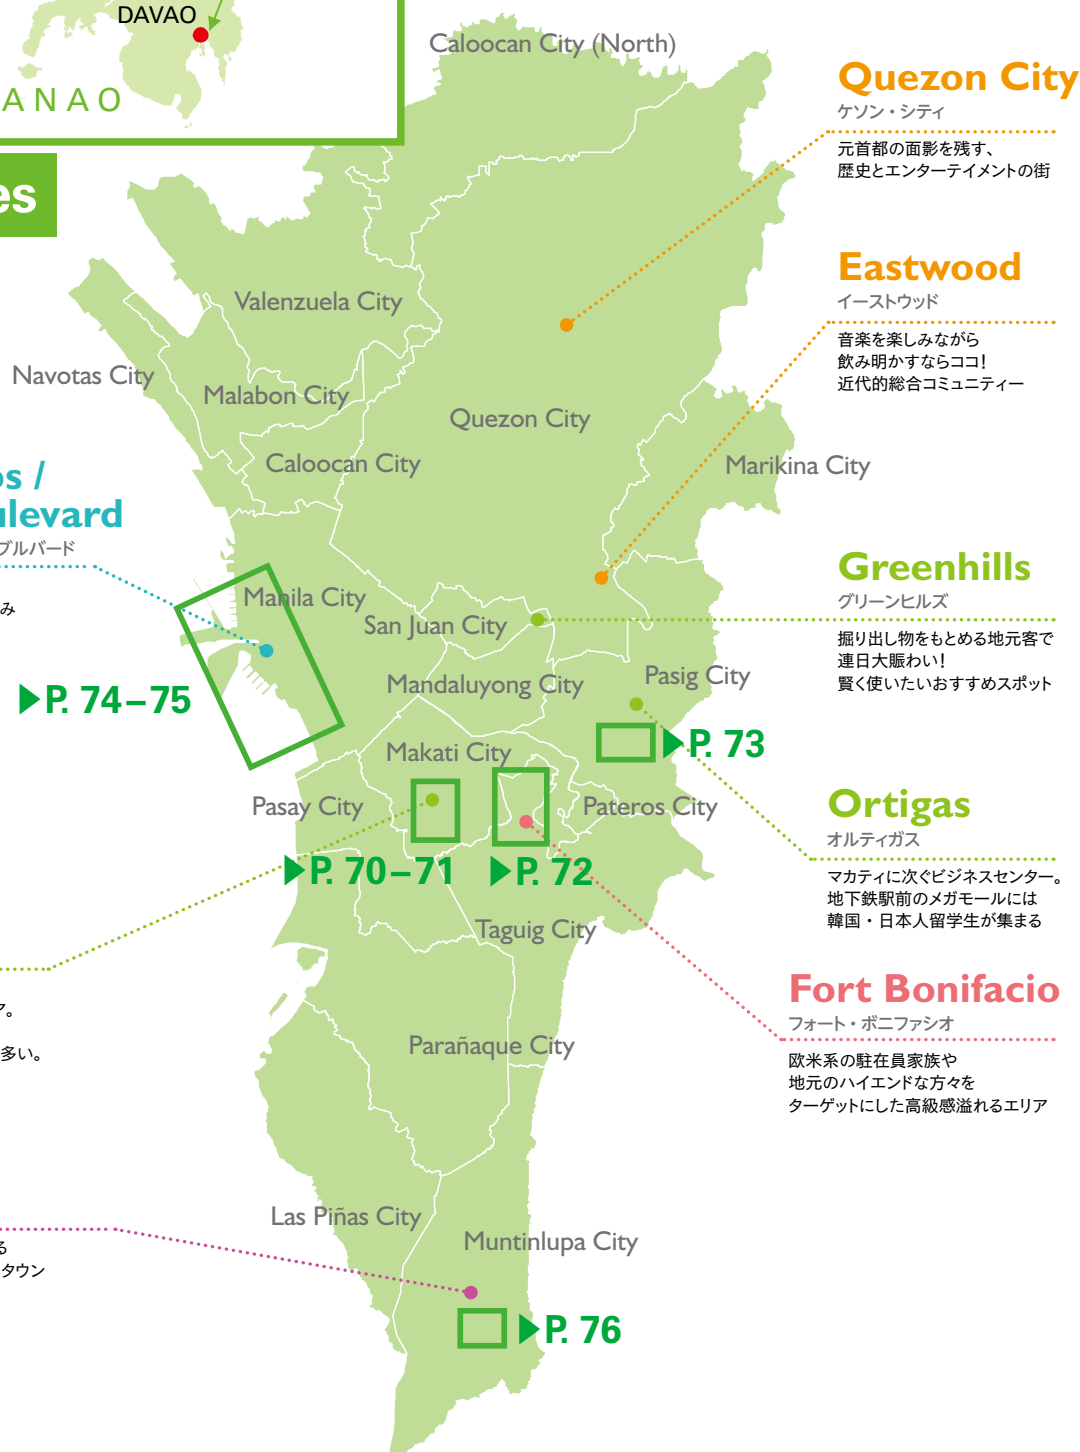 DAVAO
ANAO
es
Caloocan City (North)
Valenzuela City
Navotas City
Malabon City
Quezon City
Caloocan City
Marikina City
Manila City
San Juan City
Mandaluyong City
Pasig City
Makati City
Pasay City
Pateros City
Taguig City
Parañaque City
Las Piñas City
Muntinlupa City
os /
ulevard
ブルバード
み
P. 74–75
P. 73
P. 70–71
P. 72
ア。
多い。
る
タウン
P. 76
Quezon City
ケソン・シティ
元首都の面影を残す、
歴史とエンターテイメントの街
Eastwood
イーストウッド
音楽を楽しみながら
飲み明かすならココ！
近代的総合コミュニティー
Greenhills
グリーンヒルズ
掘り出し物をもとめる地元客で
連日大賑わい！
賢く使いたいおすすめスポット
Ortigas
オルティガス
マカティに次ぐビジネスセンター。
地下鉄駅前のメガモールには
韓国・日本人留学生が集まる
Fort Bonifacio
フォート・ボニファシオ
欧米系の駐在員家族や
地元のハイエンドな方々を
ターゲットにした高級感溢れるエリア